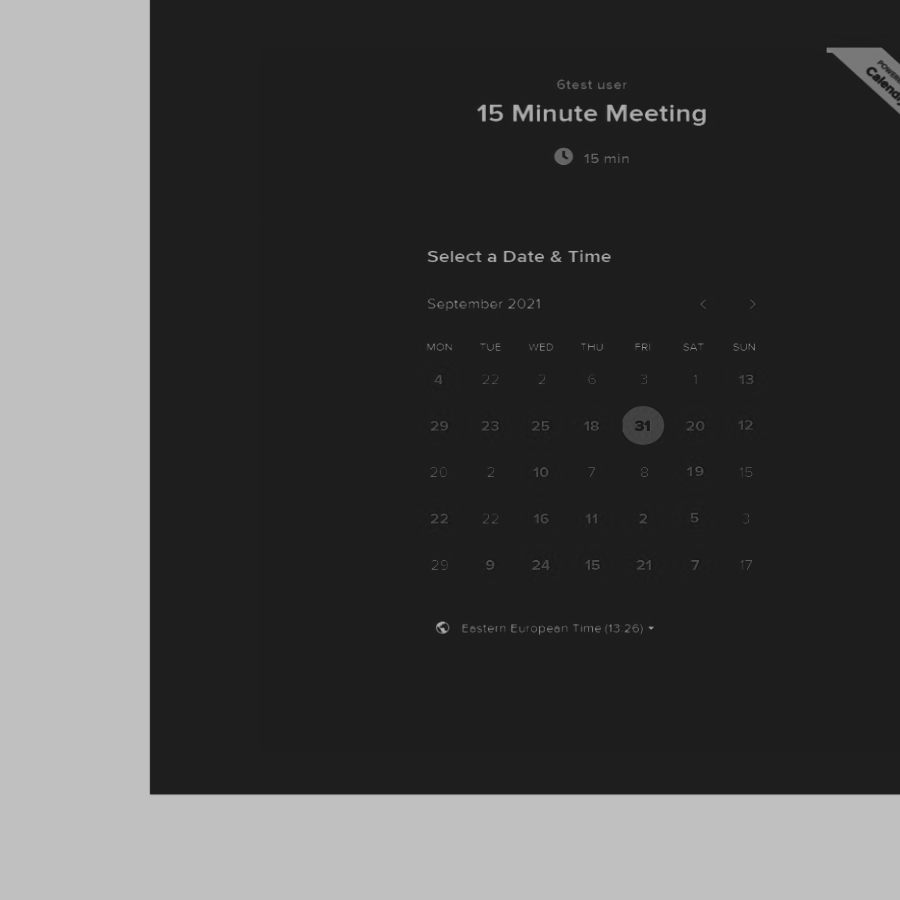 6test user
15 Minute Meeting
15 min
Select a Date & Time
September 2021
MON TUE WED THU FRI SAT SUN
4 22 2 6 3 1 13
29 23 25 18 31 20 12
20 2 10 7 8 19 15
22 22 16 11 2 5 3
29 9 24 15 21 7 17
Eastern European Time (13:26)